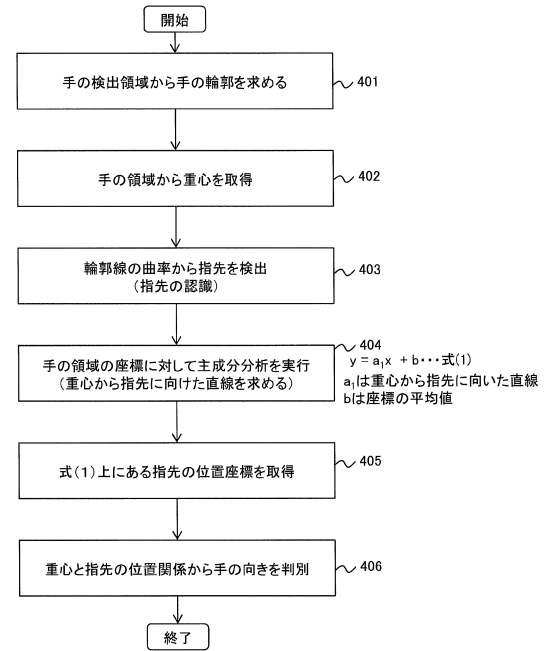 開始
手の検出領域から手の輪郭を求める
401
手の領域から重心を取得
402
輪郭線の曲率から指先を検出
(指先の認識)
403
手の領域の座標に対して主成分分析を実行
(重心から指先に向けた直線を求める)
404
y = a₁x + b・・・式(1)
a₁は重心から指先に向いた直線
bは座標の平均値
式(1)上にある指先の位置座標を取得
405
重心と指先の位置関係から手の向きを判別
406
終了